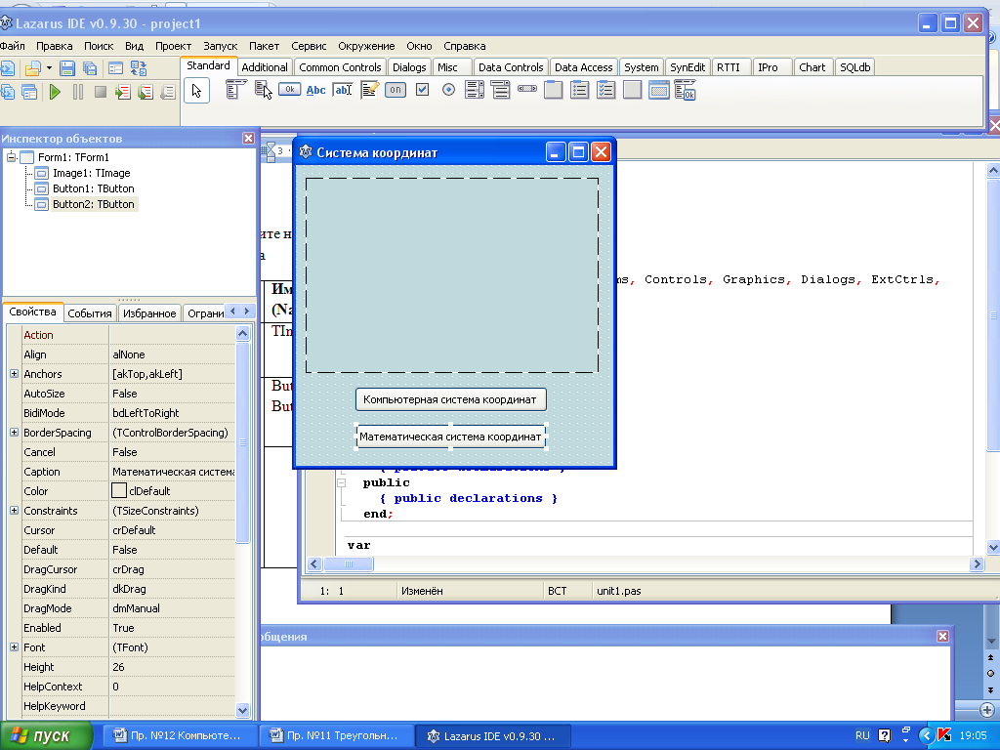 Lazarus IDE v0.9.30 - project1
Файл Правка Поиск Вид Проект Запуск Пакет Сервис Окружение Окно Справка
Standard Additional Common Controls Dialogs Misc Data Controls Data Access System SynEdit RTTI IPro Chart SQLdb
Ok Abc abI on Ok
Инспектор объектов
Form1: TForm1
Image1: TImage
Button1: TButton
Button2: TButton
Свойства События Избранное Ограни
Action
Align alNone
Anchors [akTop,akLeft]
AutoSize False
BidiMode bdLeftToRight
BorderSpacing (TControlBorderSpacing)
Cancel False
Caption Математическая система
Color clDefault
Constraints (TSizeConstraints)
Cursor crDefault
Default False
DragCursor crDrag
DragKind dkDrag
DragMode dmManual
Enabled True
Font (TFont)
Height 26
HelpContext 0
HelpKeyword
3
ите н
а
Им
(Na
TIm
But
But
Система координат
Компьютерная система координат
Математическая система координат
ms, Controls, Graphics, Dialogs, ExtCtrls,
public
{ public declarations }
end;
var
1: 1 Изменён ВСТ unit1.pas
общения
пуск Пр. №12 Компьюте... Пр. №11 Треугольн... Lazarus IDE v0.9.30 ... RU 19:05